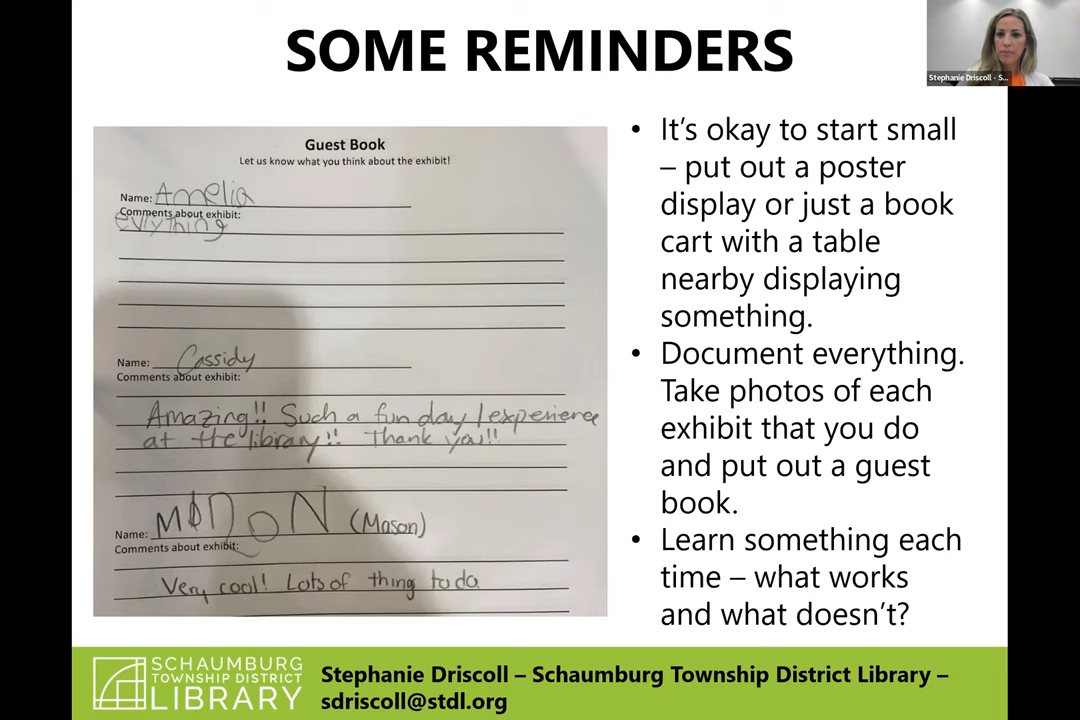 SOME REMINDERS
Stephanie Driscoll - S...
Guest Book
Let us know what you think about the exhibit!
Name: Amelia
Comments about exhibit:
evrything
Name: Cassidy
Comments about exhibit:
Amazing!! Such a fun day/experience
at the library!! Thank you!!
Name: (Mason)
Comments about exhibit:
Very cool! Lots of thing to do
• It’s okay to start small
– put out a poster
display or just a book
cart with a table
nearby displaying
something.
• Document everything.
Take photos of each
exhibit that you do
and put out a guest
book.
• Learn something each
time – what works
and what doesn’t?
SCHAUMBURG
TOWNSHIP DISTRICT
LIBRARY
Stephanie Driscoll – Schaumburg Township District Library –
sdriscoll@stdl.org